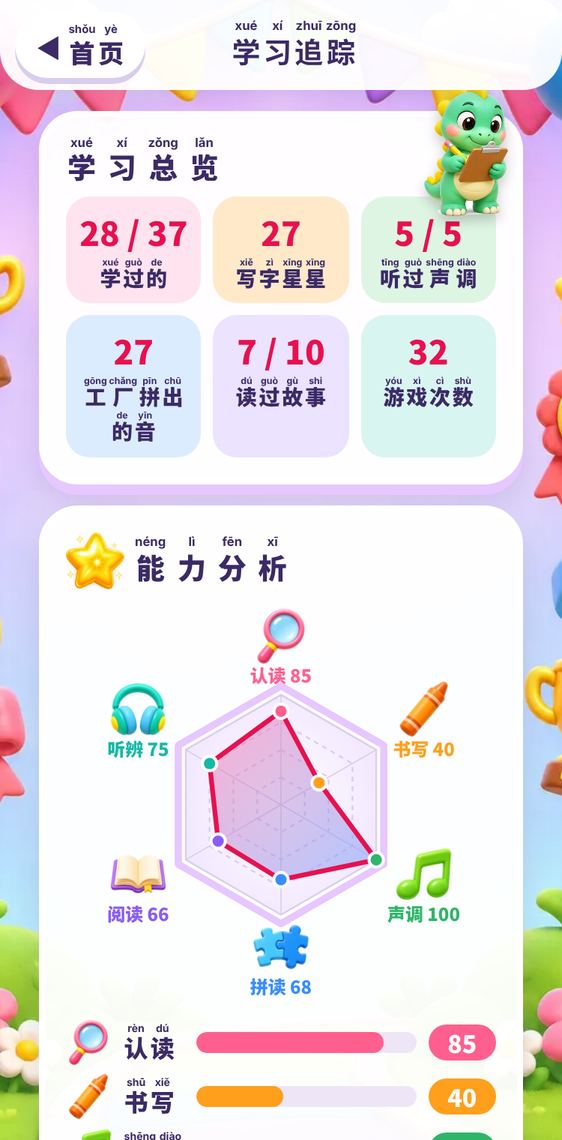 shǒu yè
首页
xué xí zhuī zōng
学习追踪
xué xí zǒng lǎn
学习总览
28 / 37
xué guò de
学过的
27
xiě zì xīng xīng
写字星星
5 / 5
tīng guò shēng diào
听过声调
27
gōng chǎng pīn chū
工厂拼出
de yīn
的音
7 / 10
dú guò gù shi
读过故事
32
yóu xì cì shù
游戏次数
néng lì fēn xī
能力分析
认读 85
听辨 75
书写 40
阅读 66
声调 100
拼读 68
rèn dú
认读
85
shū xiě
书写
40
shēng diào